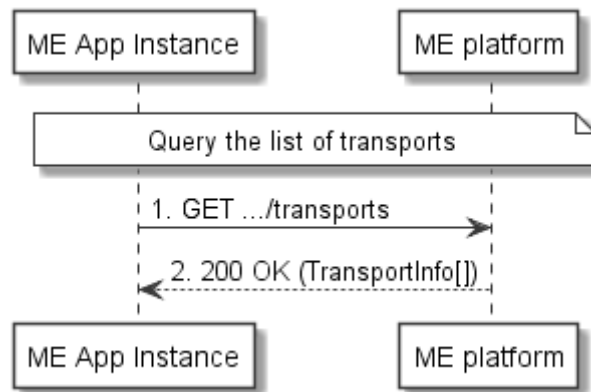 ME App Instance
ME platform
Query the list of transports
1. GET .../transports
2. 200 OK (TransportInfo[])
ME App Instance
ME platform